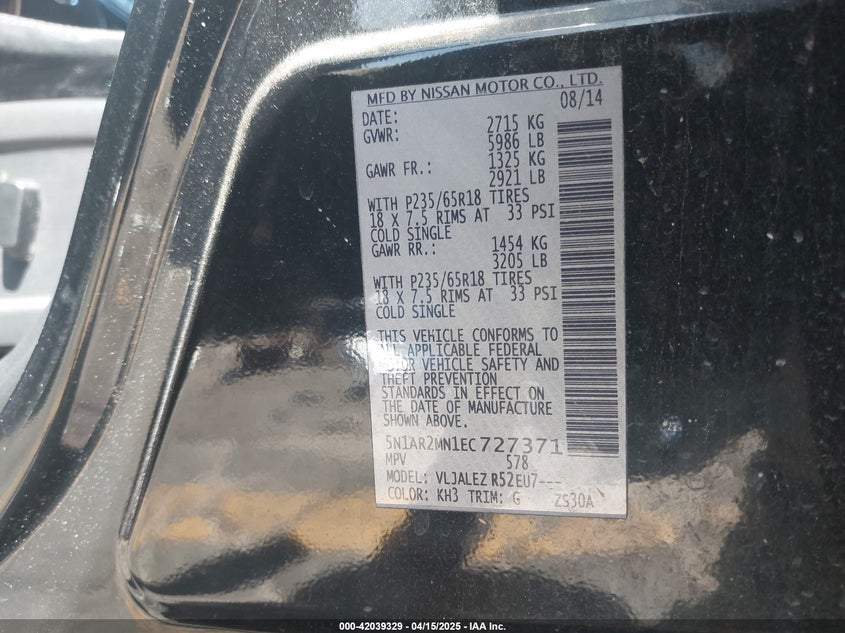 MFD BY NISSAN MOTOR CO., LTD.
DATE: 08/14
GVWR: 2715 KG
5986 LB
GAWR FR.: 1325 KG
2921 LB
WITH P235/65R18 TIRES
18 X 7.5 RIMS AT 33 PSI
COLD SINGLE
GAWR RR.: 1454 KG
3205 LB
WITH P235/65R18 TIRES
18 X 7.5 RIMS AT 33 PSI
COLD SINGLE
THIS VEHICLE CONFORMS TO
ALL APPLICABLE FEDERAL
MOTOR VEHICLE SAFETY AND
THEFT PREVENTION
STANDARDS IN EFFECT ON
THE DATE OF MANUFACTURE
SHOWN ABOVE.
5N1AR2MN1EC727371
MPV 578
MODEL: VLJALEZ R52EU7---
COLOR: KH3 TRIM: G ZS30A
000-42039329 - 04/15/2025 - IAA Inc.